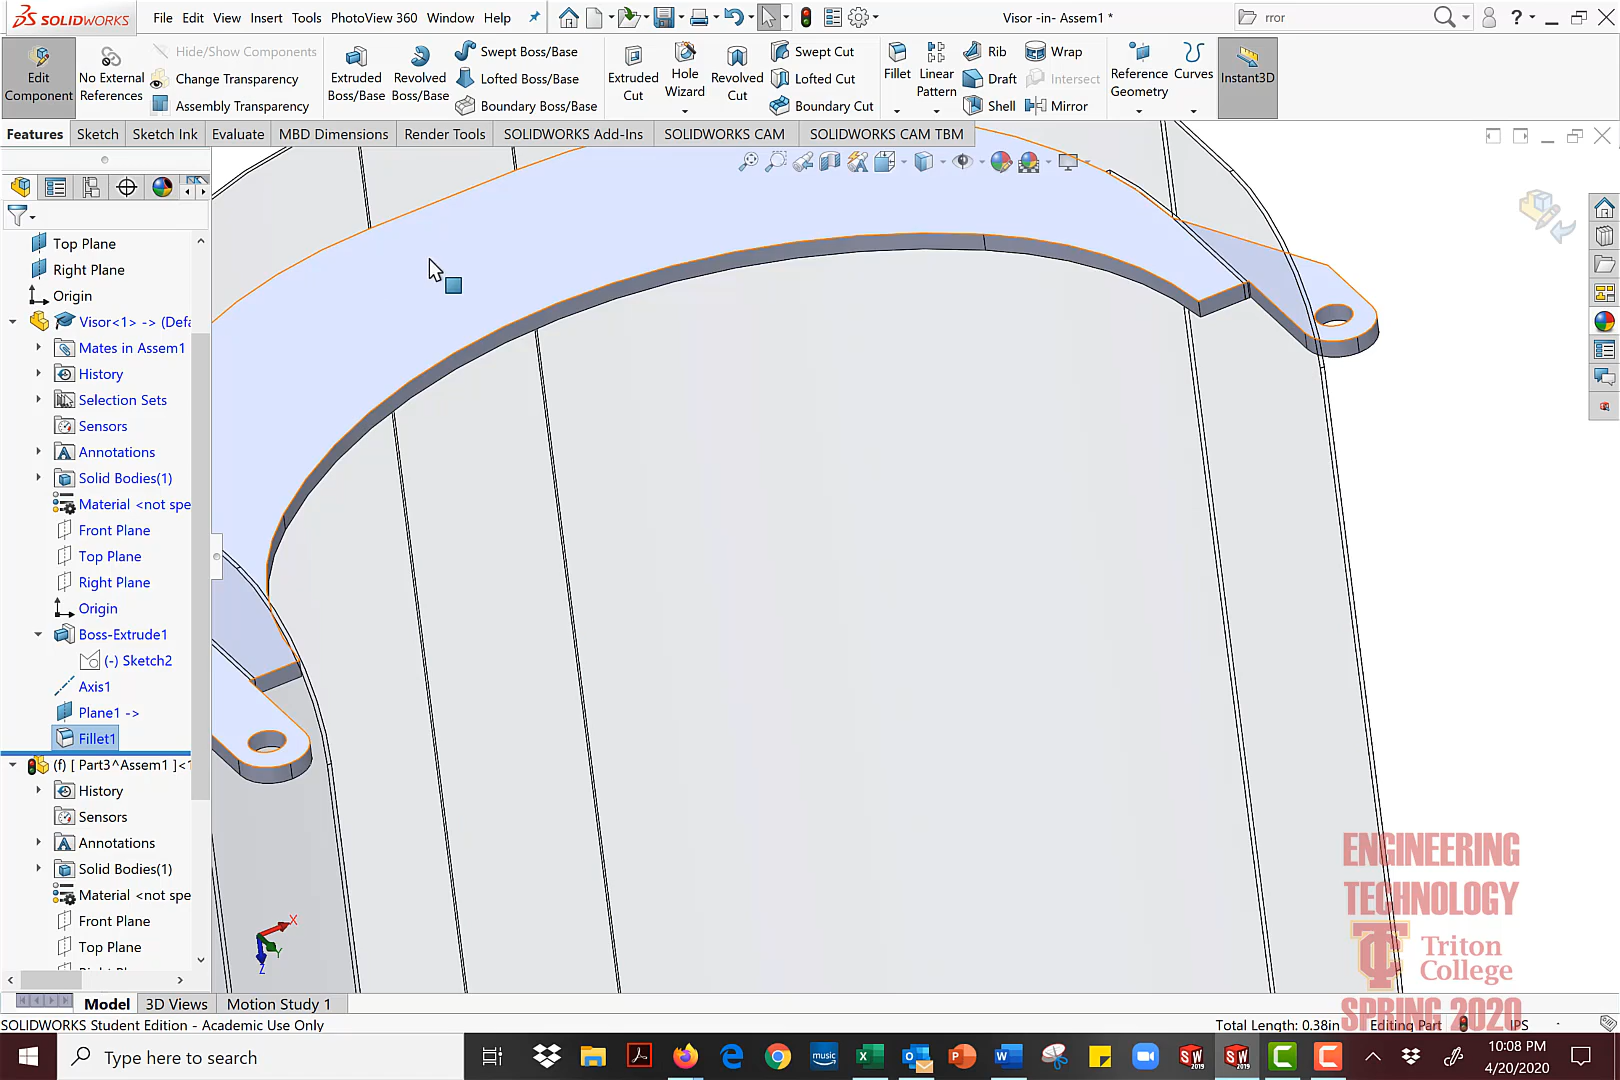 SOLIDWORKS File Edit View Insert Tools PhotoView 360 Window Help Visor -in- Assem1 * rror ?
Edit Component
No External References
Hide/Show Components
Change Transparency
Assembly Transparency
Extruded Boss/Base
Revolved Boss/Base
Swept Boss/Base
Lofted Boss/Base
Boundary Boss/Base
Extruded Cut
Hole Wizard
Revolved Cut
Swept Cut
Lofted Cut
Boundary Cut
Fillet
Linear Pattern
Rib
Draft
Shell
Wrap
Intersect
Mirror
Reference Geometry
Curves
Instant3D
Features Sketch Sketch Ink Evaluate MBD Dimensions Render Tools SOLIDWORKS Add-Ins SOLIDWORKS CAM SOLIDWORKS CAM TBM
Top Plane
Right Plane
Origin
Visor<1> -> (Defa
Mates in Assem1
History
Selection Sets
Sensors
Annotations
Solid Bodies(1)
Material <not spe
Front Plane
Top Plane
Right Plane
Origin
Boss-Extrude1
(-) Sketch2
Axis1
Plane1 ->
Fillet1
(f) [ Part3^Assem1 ]<1
History
Sensors
Annotations
Solid Bodies(1)
Material <not spe
Front Plane
Top Plane
X
Y
Z
ENGINEERING
TECHNOLOGY
TC Triton College
SPRING 2020
Model 3D Views Motion Study 1
SOLIDWORKS Student Edition - Academic Use Only Total Length: 0.38in Editing Part IPS
Type here to search
music
SW 2019
SW 2019
10:08 PM
4/20/2020